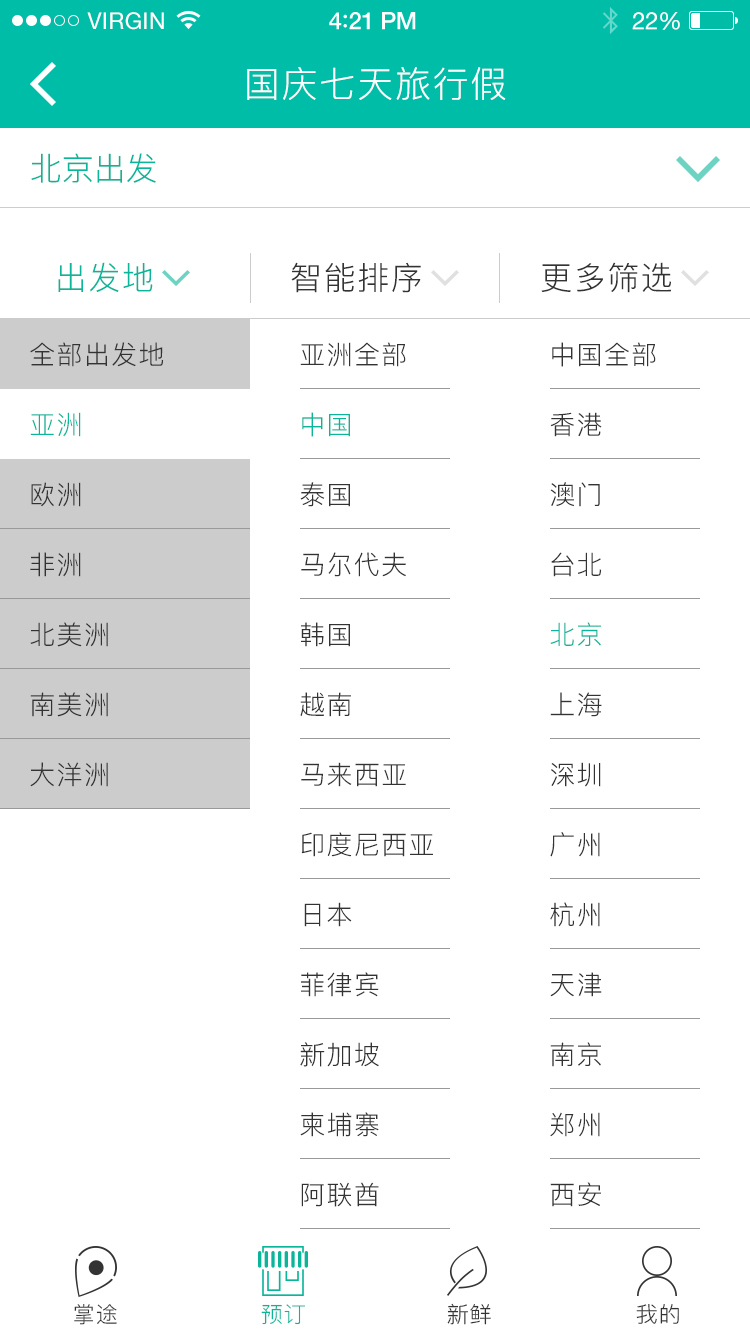 VIRGIN 4:21 PM 22%
国庆七天旅行假
北京出发
出发地 智能排序 更多筛选
全部出发地 亚洲全部 中国全部
亚洲 中国 香港
欧洲 泰国 澳门
非洲 马尔代夫 台北
北美洲 韩国 北京
南美洲 越南 上海
大洋洲 马来西亚 深圳
印度尼西亚 广州
日本 杭州
菲律宾 天津
新加坡 南京
柬埔寨 郑州
阿联酋 西安
掌途 预订 新鲜 我的